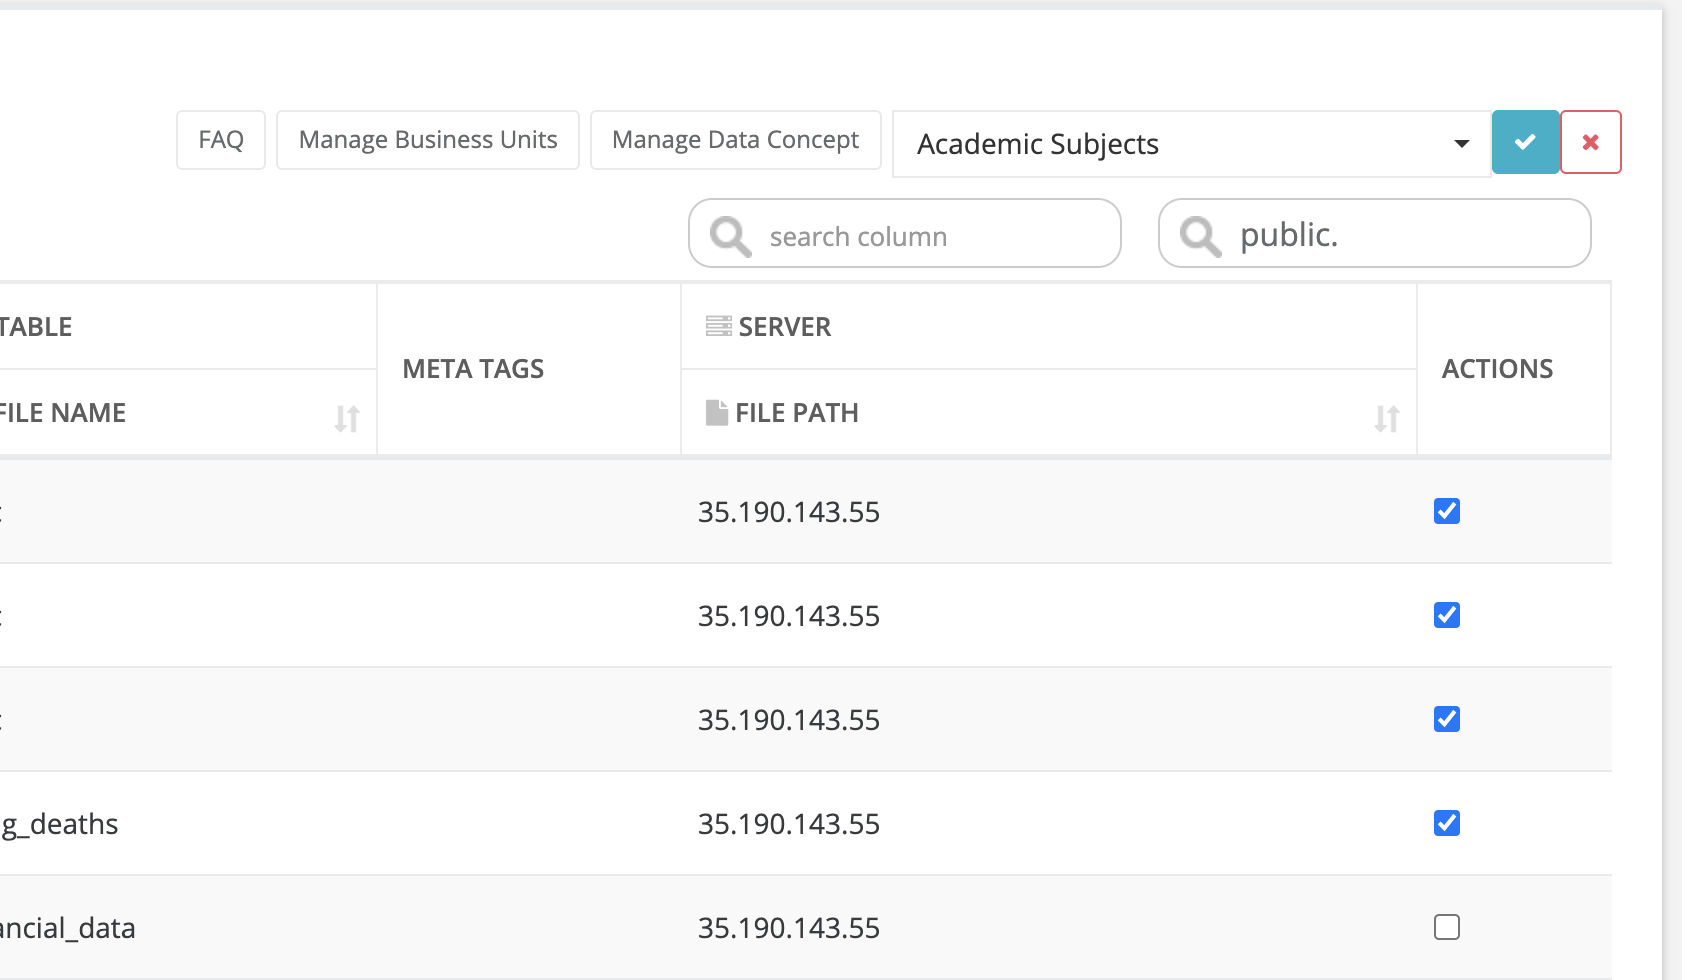 FAQ
Manage Business Units
Manage Data Concept
Academic Subjects
search column
public.
TABLE
META TAGS
SERVER
ACTIONS
FILE NAME
FILE PATH
35.190.143.55
35.190.143.55
35.190.143.55
g_deaths
35.190.143.55
ancial_data
35.190.143.55